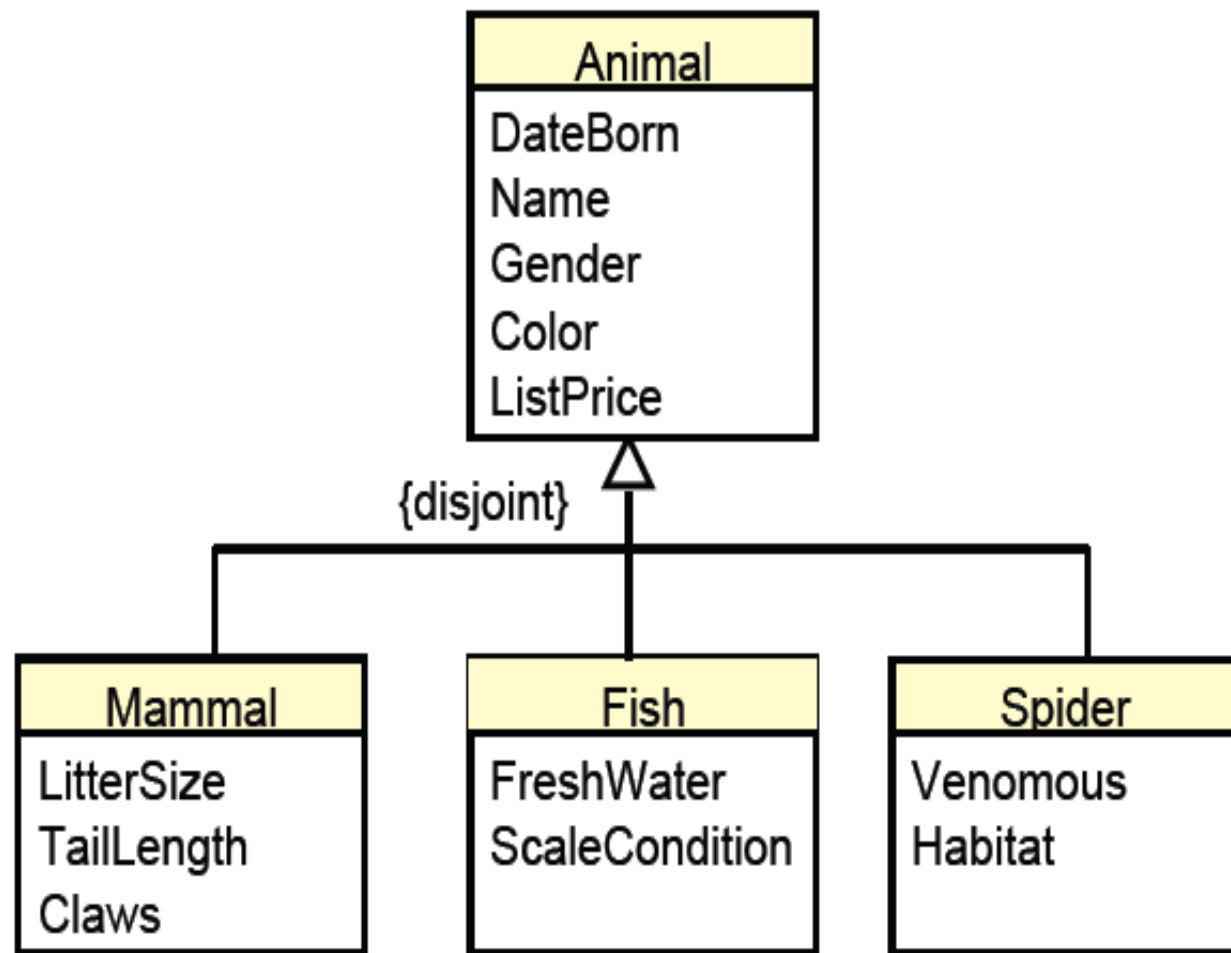 Animal
DateBorn
Name
Gender
Color
ListPrice
{disjoint}
Mammal
LitterSize
TailLength
Claws
Fish
FreshWater
ScaleCondition
Spider
Venomous
Habitat